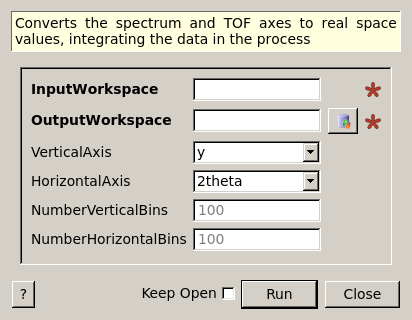 Converts the spectrum and TOF axes to real space
values, integrating the data in the process
InputWorkspace *
OutputWorkspace *
VerticalAxis y
HorizontalAxis 2theta
NumberVerticalBins 100
NumberHorizontalBins 100
? Keep Open Run Close